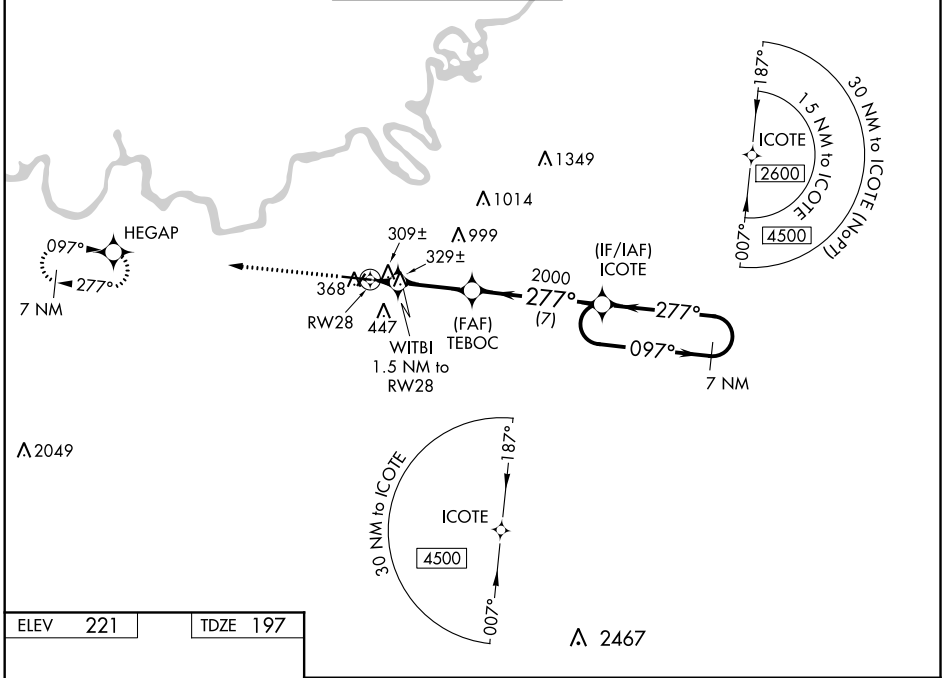 187°
30 NM to ICOTE (NoPT)
15 NM to ICOTE
ICOTE
2600
4500
007°
1349
1014
HEGAP
097°
277°
7 NM
309±
999
329±
368
RW28
447
WITBI
1.5 NM to
RW28
(FAF)
TEBOC
2000
277°
(7)
(IF/IAF)
ICOTE
277°
097°
7 NM
2049
30 NM to ICOTE
187°
ICOTE
4500
007°
2467
ELEV 221
TDZE 197